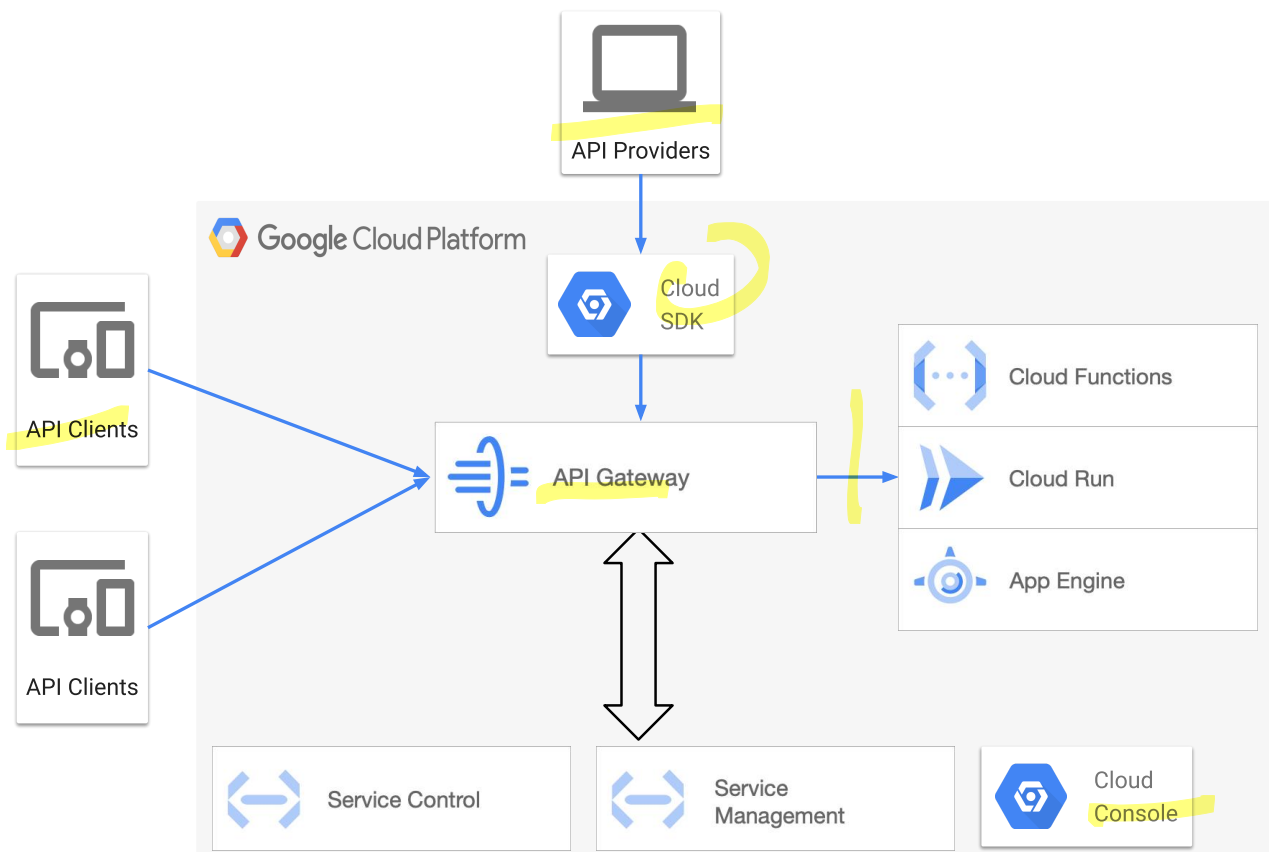 API Providers
Google Cloud Platform
Cloud
SDK
API Clients
Cloud Functions
API Gateway
Cloud Run
App Engine
API Clients
Service Control
Service
Management
Cloud
Console